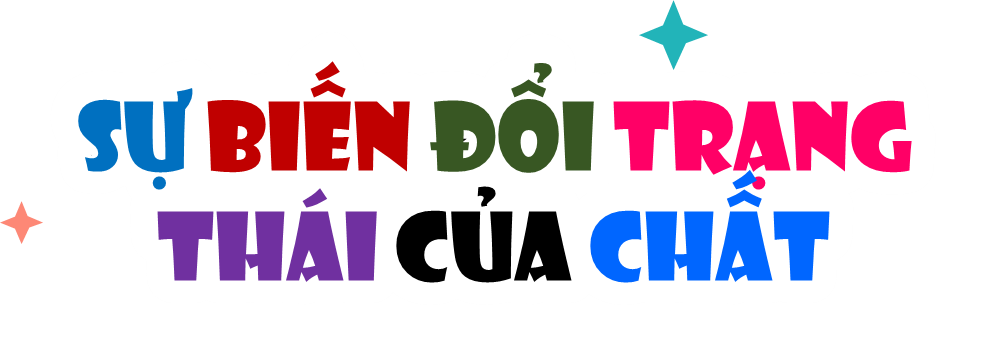 SỰ BIẾN ĐỔI TRẠNG
THÁI CỦA CHẤT